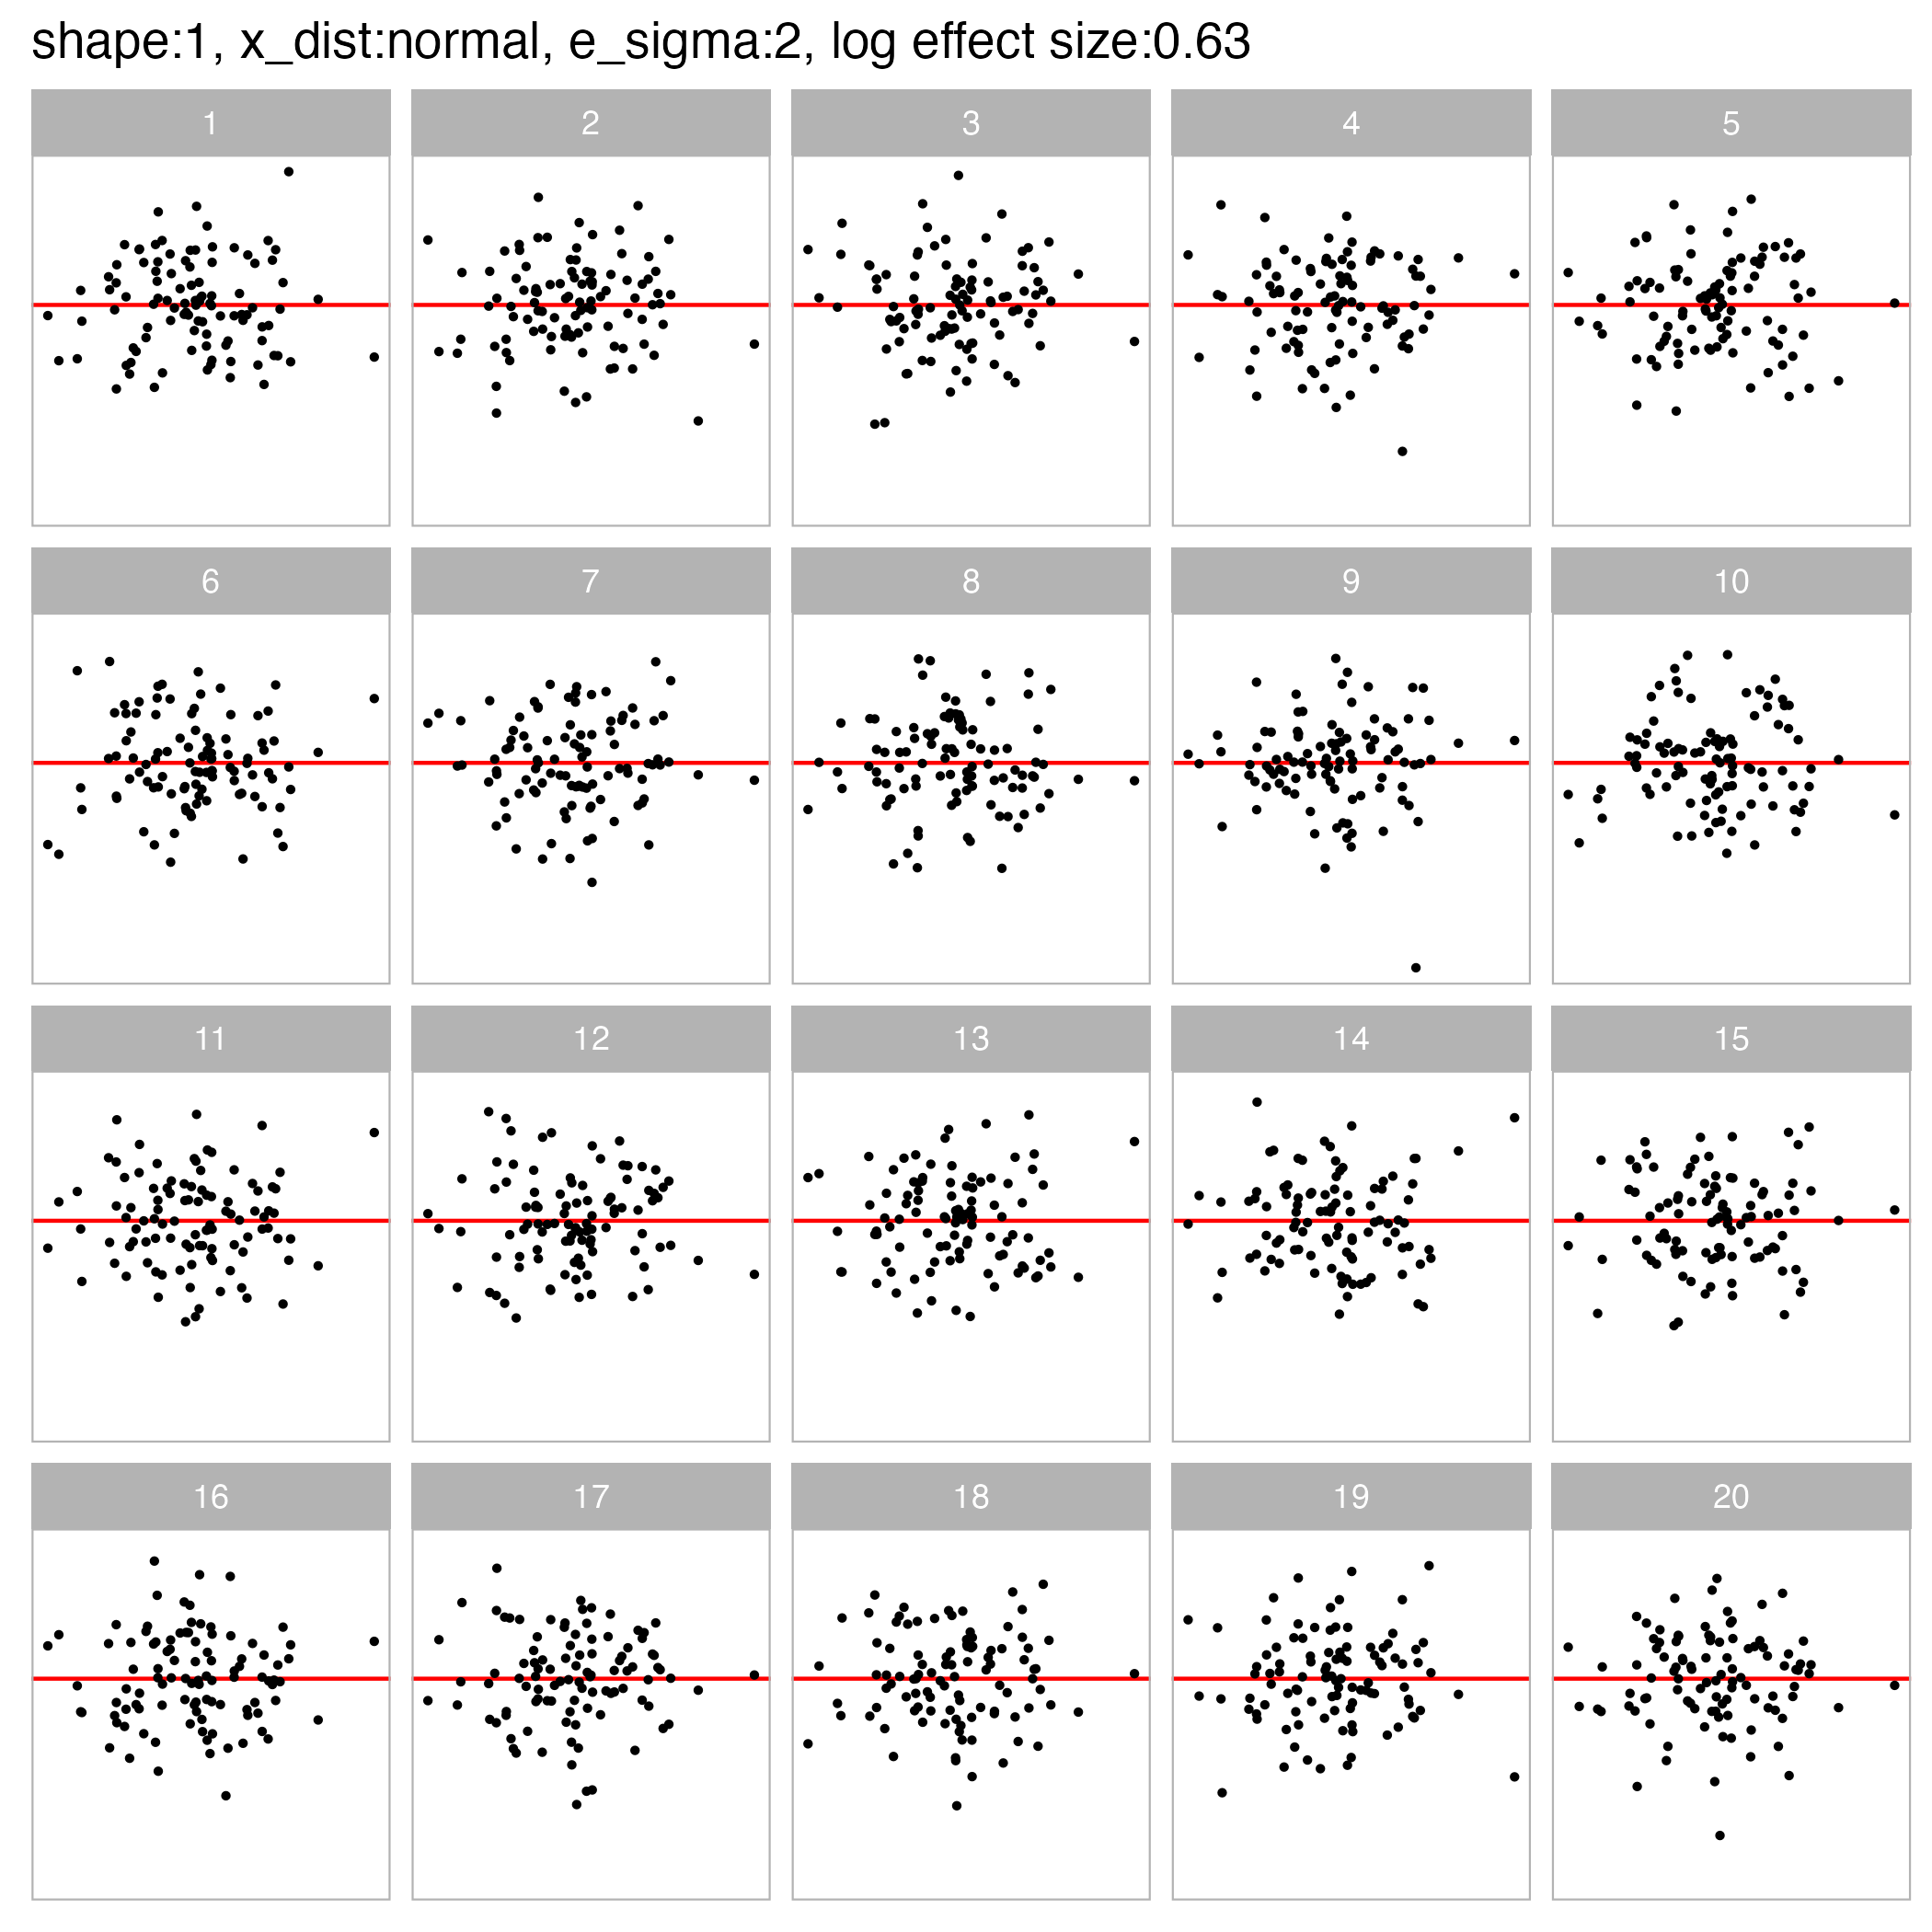 shape:1, x_dist:normal, e_sigma:2, log effect size:0.63
1 2 3 4 5
6 7 8 9 10
11 12 13 14 15
16 17 18 19 20